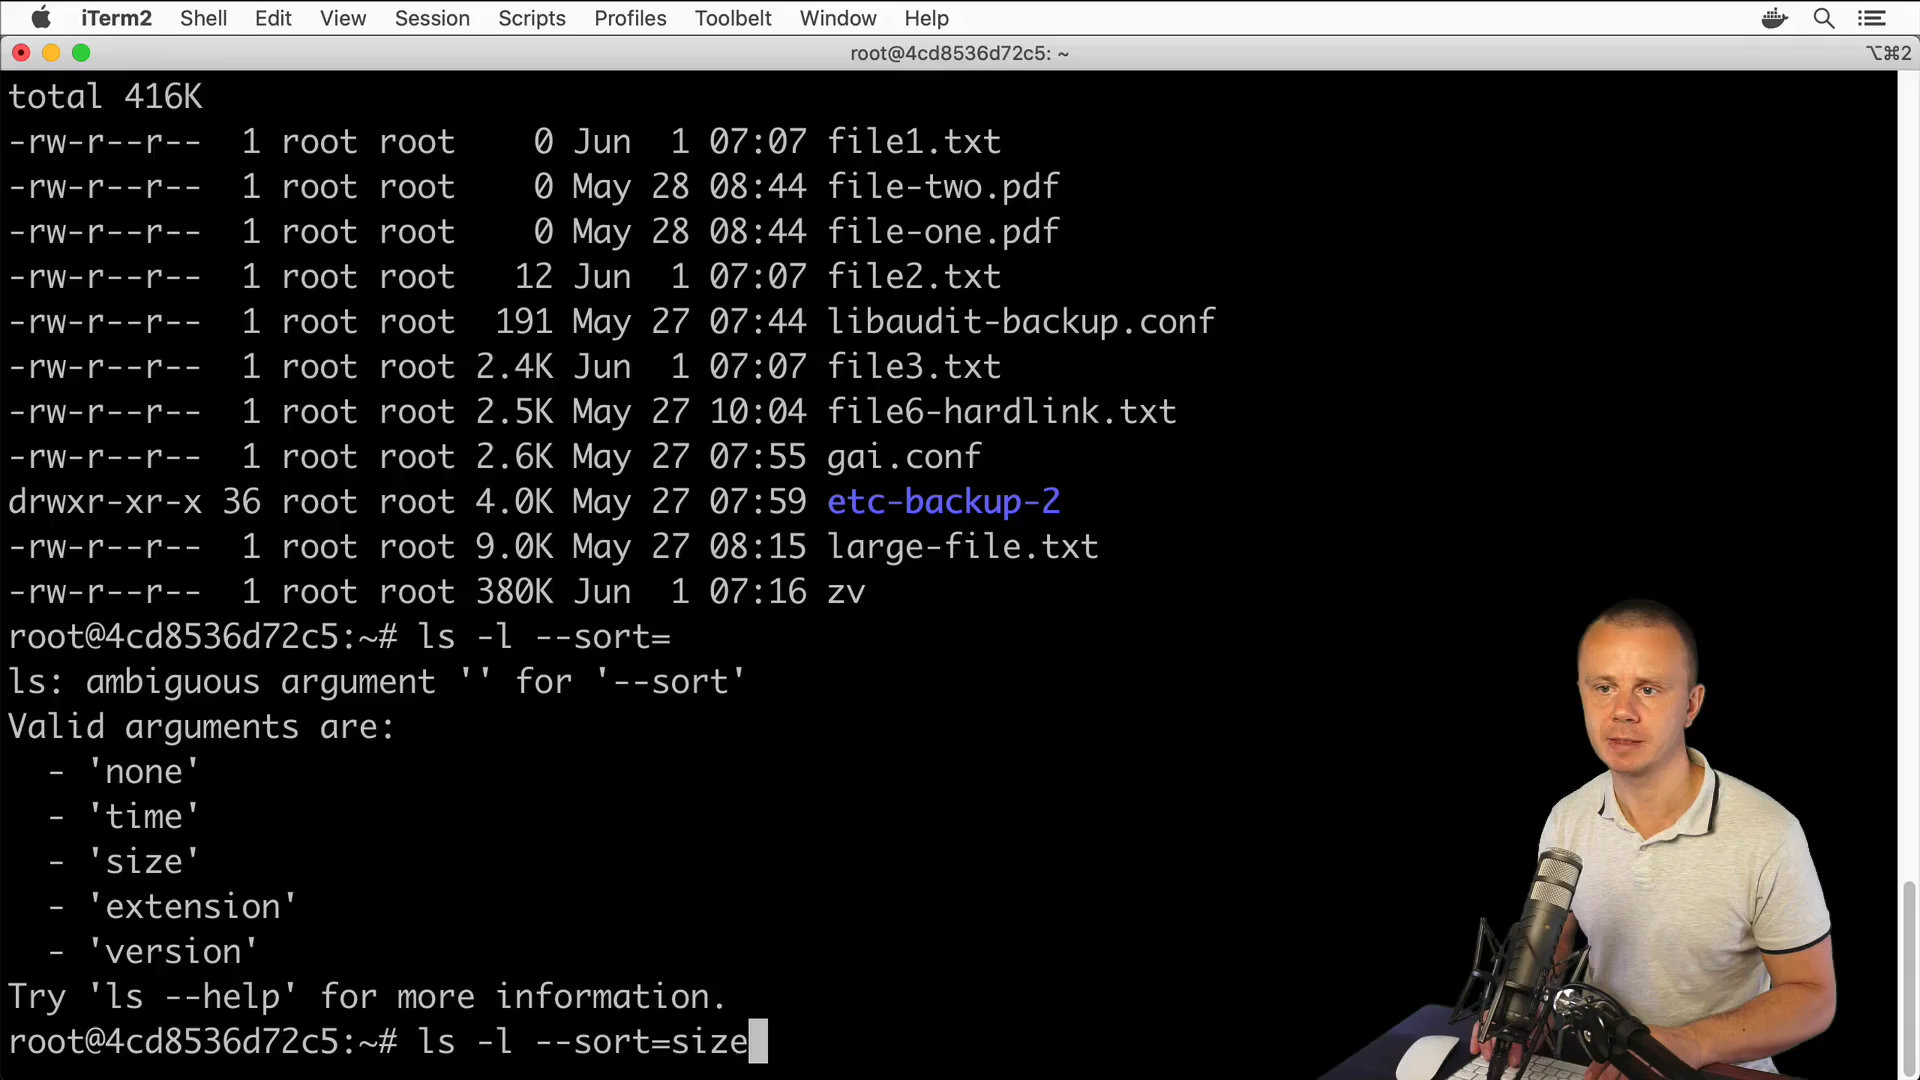 iTerm2 Shell Edit View Session Scripts Profiles Toolbelt Window Help
root@4cd8536d72c5: ~ ⌥⌘2
total 416K
-rw-r--r--  1 root root    0 Jun  1 07:07 file1.txt
-rw-r--r--  1 root root    0 May 28 08:44 file-two.pdf
-rw-r--r--  1 root root    0 May 28 08:44 file-one.pdf
-rw-r--r--  1 root root   12 Jun  1 07:07 file2.txt
-rw-r--r--  1 root root  191 May 27 07:44 libaudit-backup.conf
-rw-r--r--  1 root root 2.4K Jun  1 07:07 file3.txt
-rw-r--r--  1 root root 2.5K May 27 10:04 file6-hardlink.txt
-rw-r--r--  1 root root 2.6K May 27 07:55 gai.conf
drwxr-xr-x 36 root root 4.0K May 27 07:59 etc-backup-2
-rw-r--r--  1 root root 9.0K May 27 08:15 large-file.txt
-rw-r--r--  1 root root 380K Jun  1 07:16 zv
root@4cd8536d72c5:~# ls -l --sort=
ls: ambiguous argument '' for '--sort'
Valid arguments are:
  - 'none'
  - 'time'
  - 'size'
  - 'extension'
  - 'version'
Try 'ls --help' for more information.
root@4cd8536d72c5:~# ls -l --sort=size